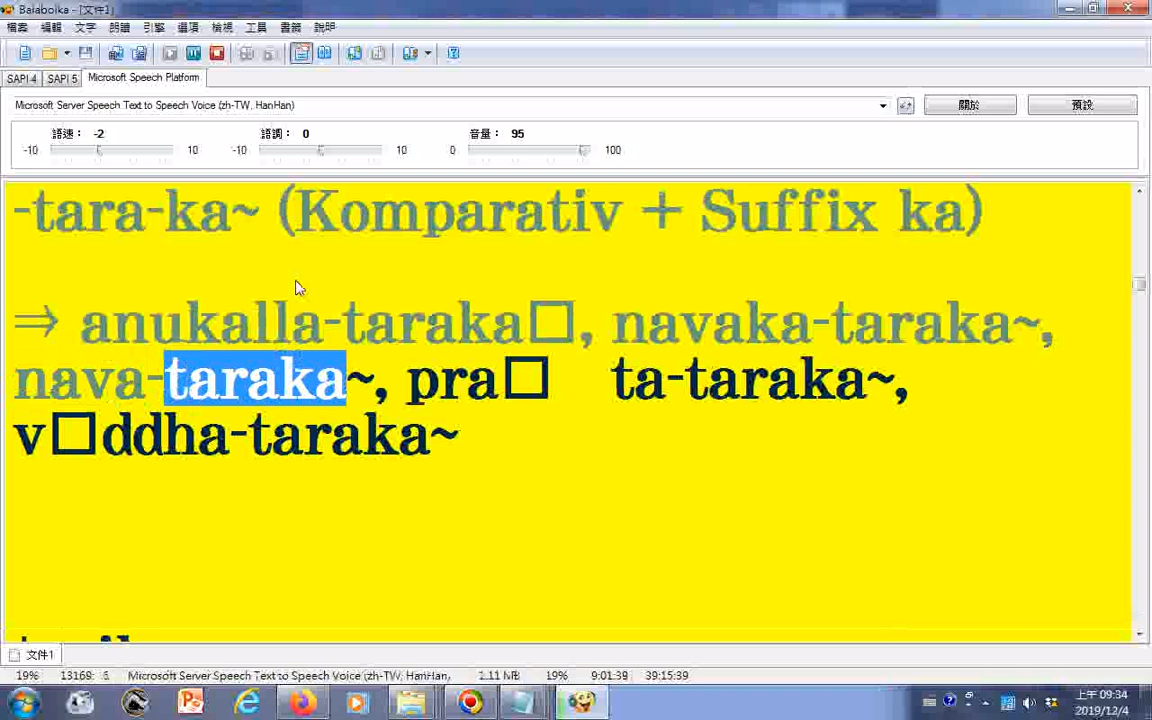 Balabolka - [文件1]
檔案 編輯 文字 朗讀 引擎 選項 檢視 工具 書籤 說明
SAPI 4 SAPI 5 Microsoft Speech Platform
Microsoft Server Speech Text to Speech Voice (zh-TW, HanHan) 關於 預設
語速: -2 語調: 0 音量: 95
-10 10 -10 10 0 100
-tara-ka~ (Komparativ + Suffix ka)
⇒ anukalla-taraka□, navaka-taraka~,
nava-taraka~, pra□ ta-taraka~,
v□ddha-taraka~
文件1
19% 13169: Microsoft Server Speech Text to Speech Voice (zh-TW, HanHan, 1.11 MB 19% 9:01:39 39:15:39
上午 09:34
2019/12/4